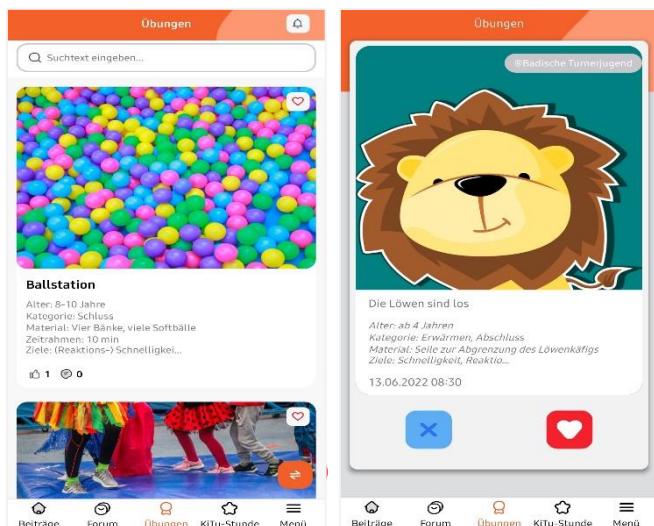 Übungen
Suchtext eingeben...
Ballstation
Alter: 8-10 Jahre
Kategorie: Schluss
Material: Vier Bänke, viele Softbälle
Zeitrahmen: 10 min
Ziele: (Reaktions-) Schnelligkei...
1 0
Beiträge Forum Übungen KiTu-Stunde Menü
Übungen
@Badische Turnerjugend
Die Löwen sind los
Alter: ab 4 Jahren
Kategorie: Erwärmen, Abschluss
Material: Seile zur Abgrenzung des Löwenkäfigs
Ziele: Schnelligkeit, Reaktio...
13.06.2022 08:30
Beiträge Forum Übungen KiTu-Stunde Menü